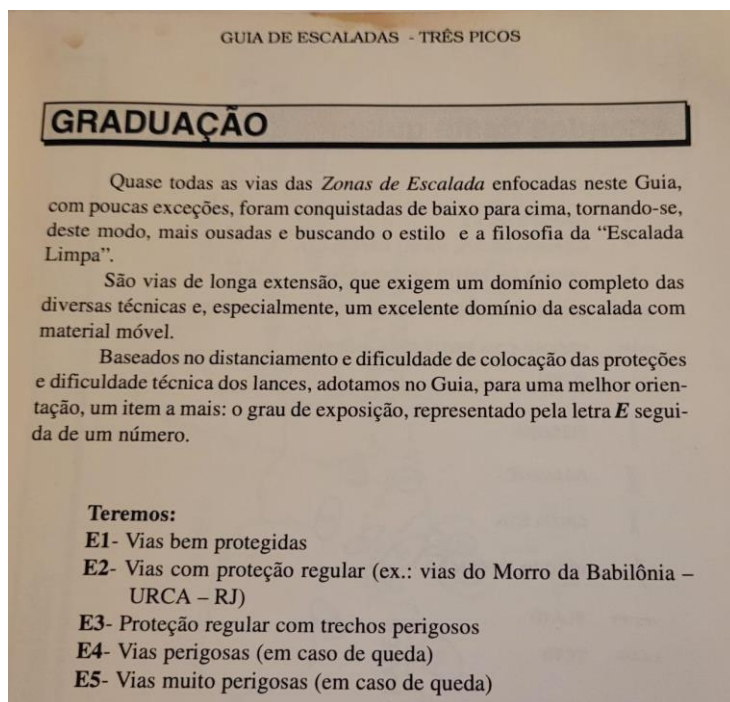 GUIA DE ESCALADAS - TRÊS PICOS
GRADUAÇÃO
Quase todas as vias das Zonas de Escalada enfocadas neste Guia,
com poucas exceções, foram conquistadas de baixo para cima, tornando-se,
deste modo, mais ousadas e buscando o estilo e a filosofia da “Escalada
Limpa”.
São vias de longa extensão, que exigem um domínio completo das
diversas técnicas e, especialmente, um excelente domínio da escalada com
material móvel.
Baseados no distanciamento e dificuldade de colocação das proteções
e dificuldade técnica dos lances, adotamos no Guia, para uma melhor orien-
tação, um item a mais: o grau de exposição, representado pela letra E segui-
da de um número.
Teremos:
E1- Vias bem protegidas
E2- Vias com proteção regular (ex.: vias do Morro da Babilônia –
URCA – RJ)
E3- Proteção regular com trechos perigosos
E4- Vias perigosas (em caso de queda)
E5- Vias muito perigosas (em caso de queda)